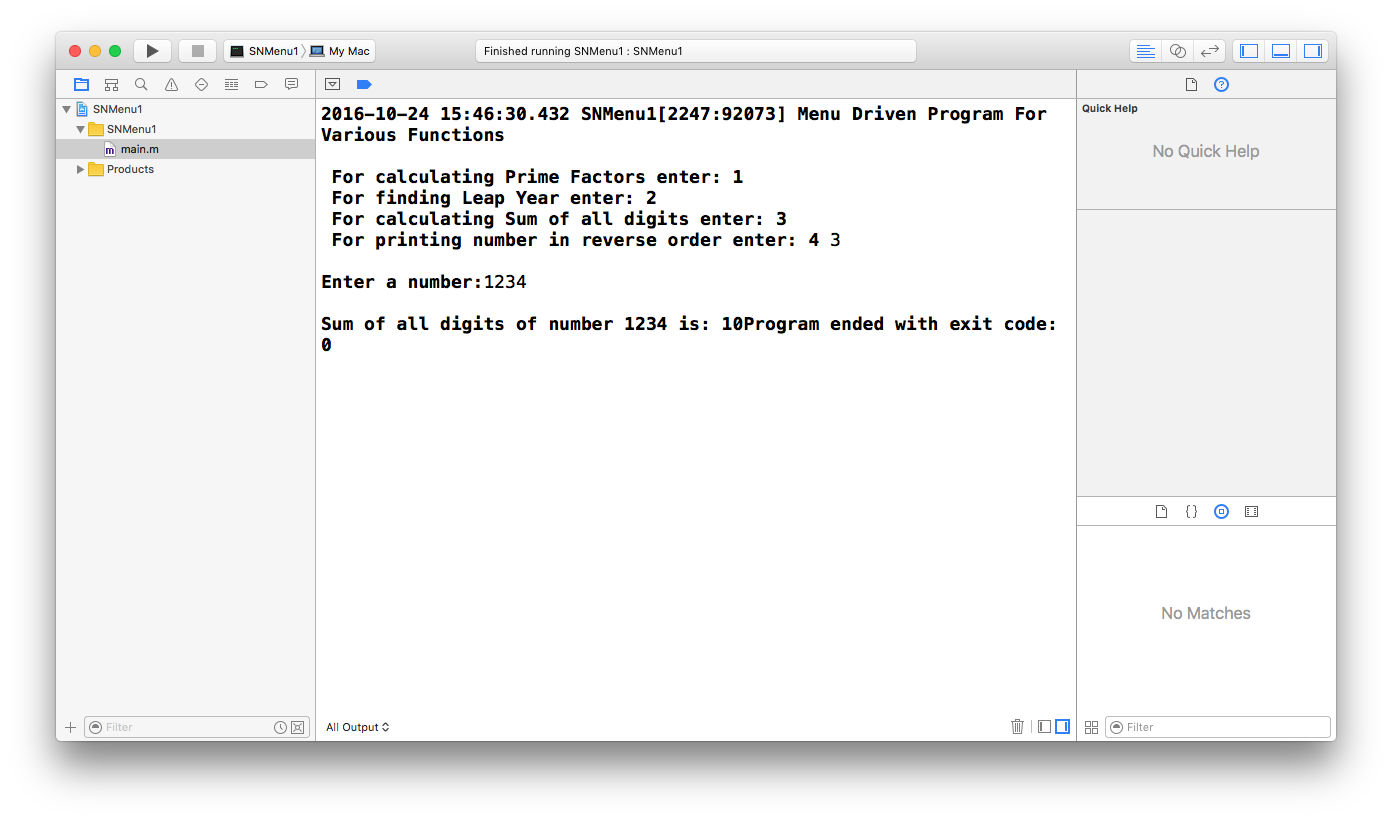 SNMenu1 My Mac
Finished running SNMenu1 : SNMenu1
SNMenu1
SNMenu1
main.m
Products
Filter
2016-10-24 15:46:30.432 SNMenu1[2247:92073] Menu Driven Program For
Various Functions
For calculating Prime Factors enter: 1
For finding Leap Year enter: 2
For calculating Sum of all digits enter: 3
For printing number in reverse order enter: 4 3
Enter a number:1234
Sum of all digits of number 1234 is: 10Program ended with exit code:
0
All Output
Quick Help
No Quick Help
No Matches
Filter